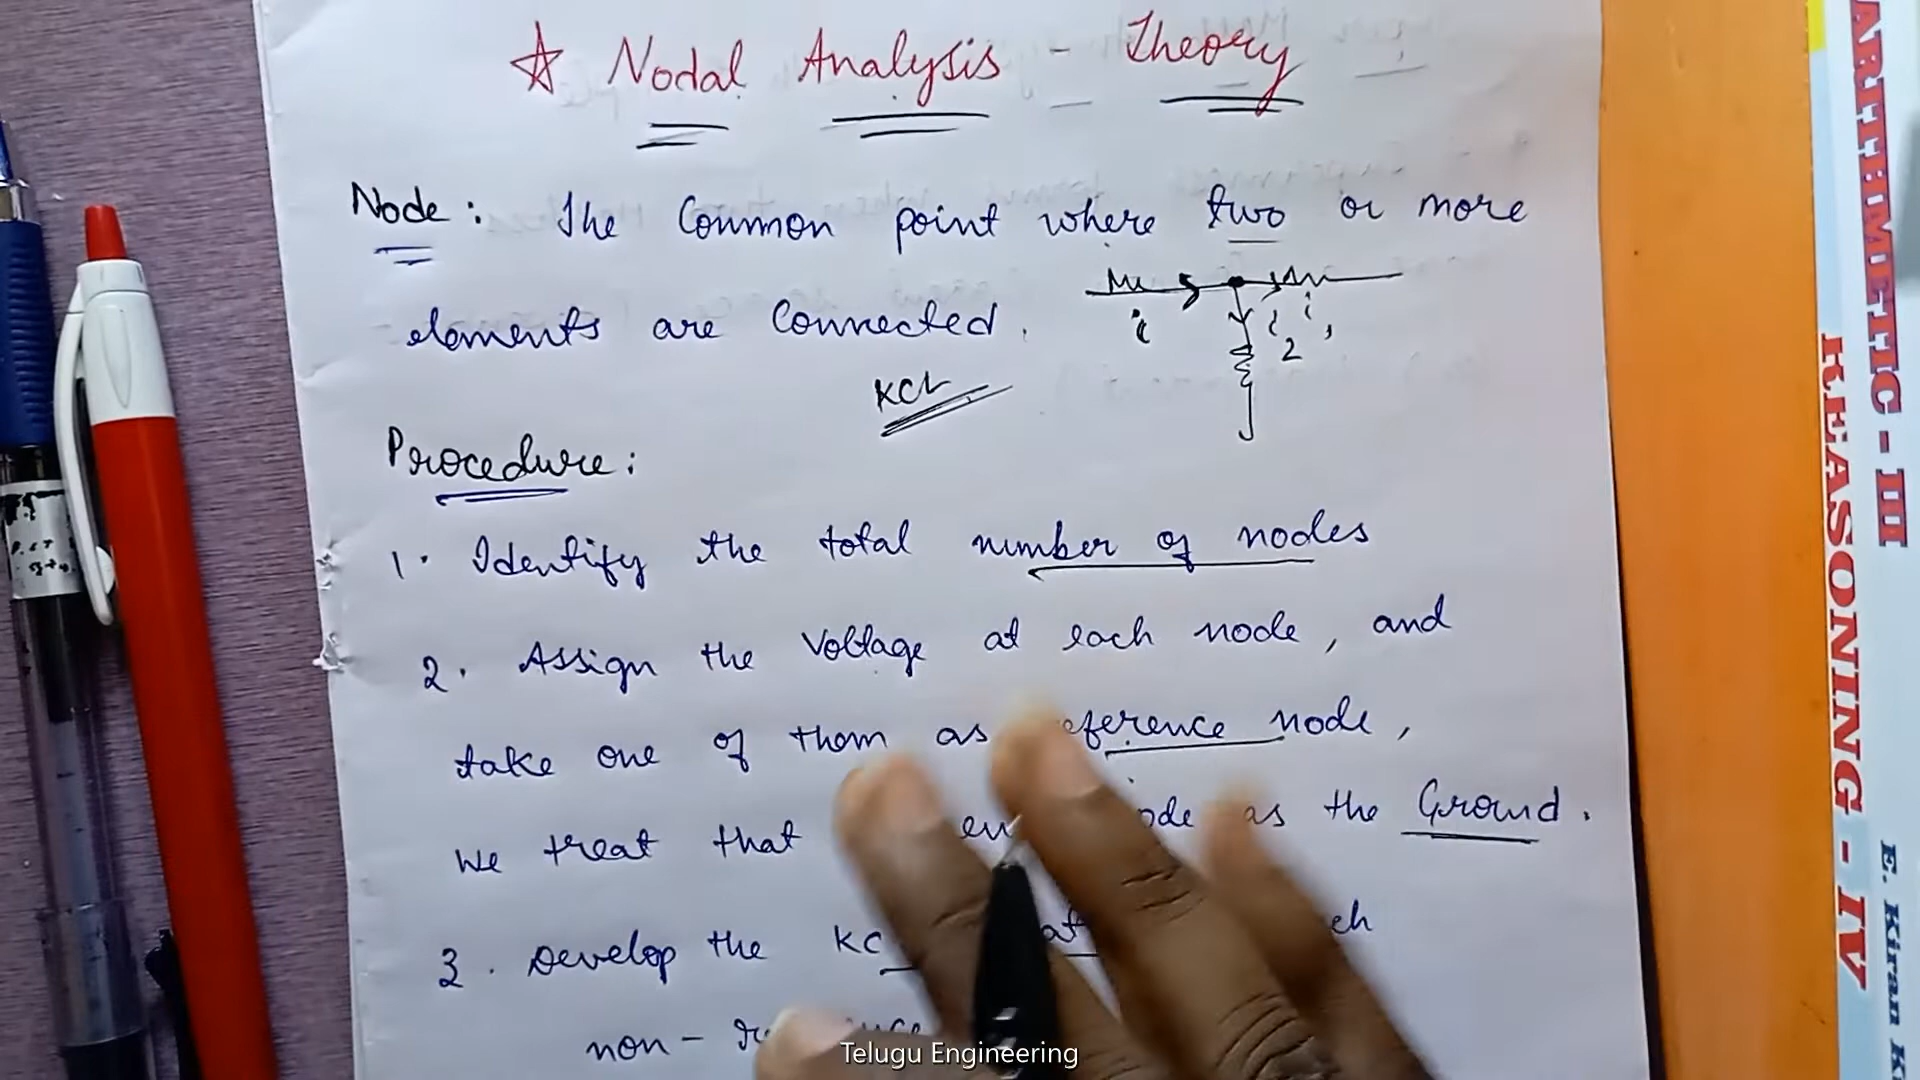 ☆ Nodal Analysis - Theory
Node : The Common point where two or more
elements are Connected.
i i1
i2
KCL
Procedure :
1. Identify the total number of nodes
2. Assign the Voltage at each node, and
take one of them as reference node,
We treat that node as the Ground.
3. Develop the KC
non -
Telugu Engineering
ARITHMETIC - III
REASONING - IV
E. Kiran K